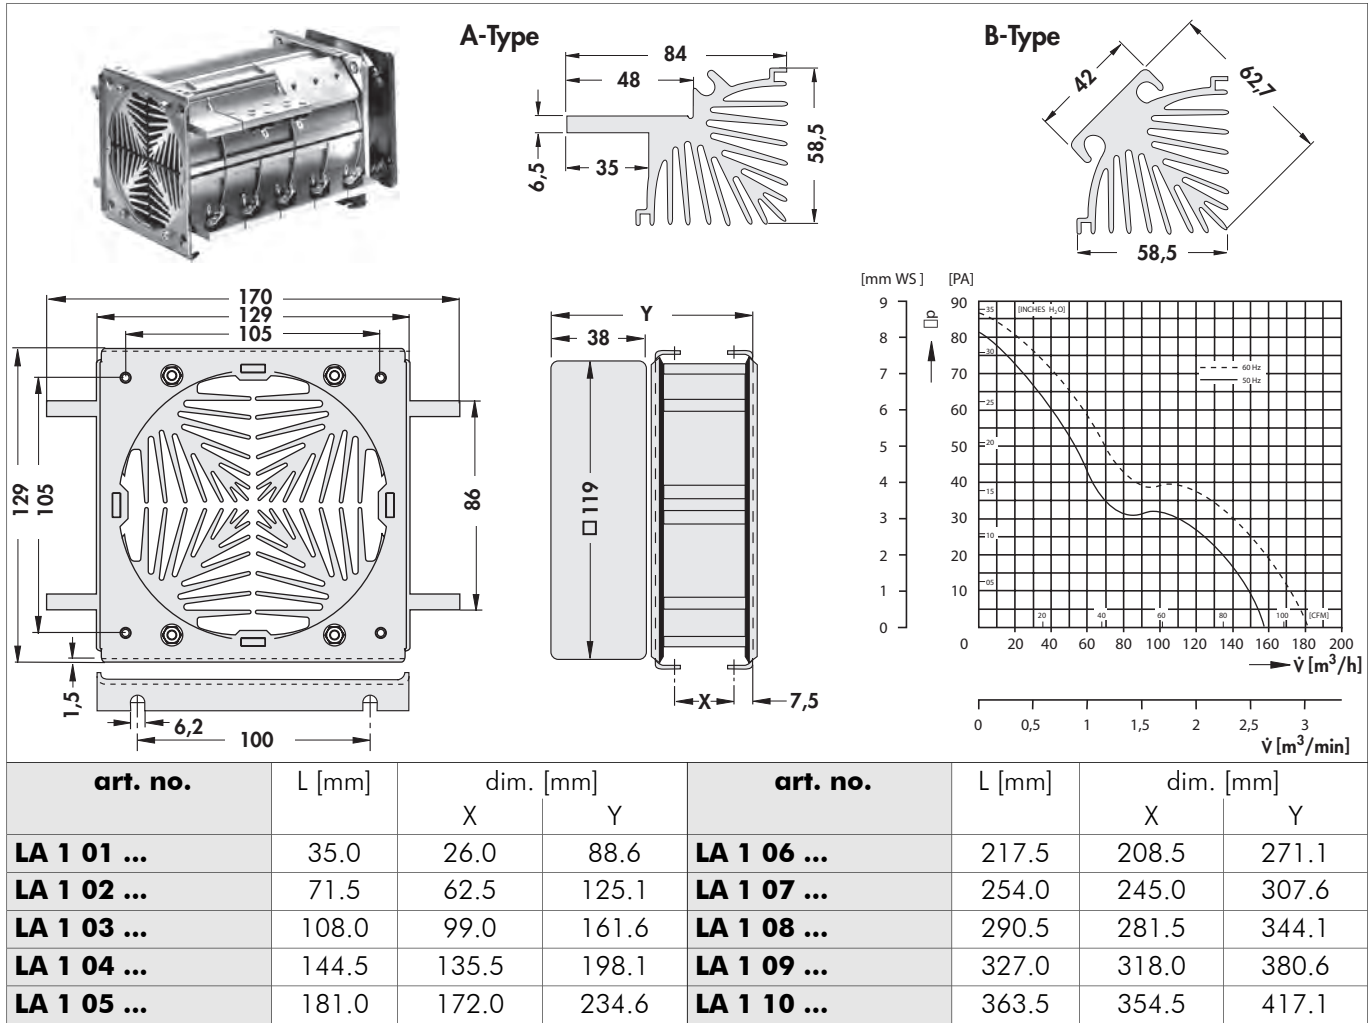 A-Type
84
48
6,5
35
58,5
B-Type
42
62,7
58,5
170
129
105
129
105
86
1,5
6,2
100
Y
38
□ 119
X
7,5
[mm WS ] [PA]
9 90
8 80
7 70
6 60
5 50
4 40
3 30
2 20
1 10
0 0
□p
35 [INCHES H₂O]
30
25
20
15
10
05
60 Hz
50 Hz
20 40 60 80 100 [CFM]
20 40 60 80 100 120 140 160 180 200
V̇ [m³/h]
0 0,5 1 1,5 2 2,5 3
V̇ [m³/min]
art. no. L [mm] dim. [mm] art. no. L [mm] dim. [mm]
X Y X Y
LA 1 01 ... 35.0 26.0 88.6 LA 1 06 ... 217.5 208.5 271.1
LA 1 02 ... 71.5 62.5 125.1 LA 1 07 ... 254.0 245.0 307.6
LA 1 03 ... 108.0 99.0 161.6 LA 1 08 ... 290.5 281.5 344.1
LA 1 04 ... 144.5 135.5 198.1 LA 1 09 ... 327.0 318.0 380.6
LA 1 05 ... 181.0 172.0 234.6 LA 1 10 ... 363.5 354.5 417.1